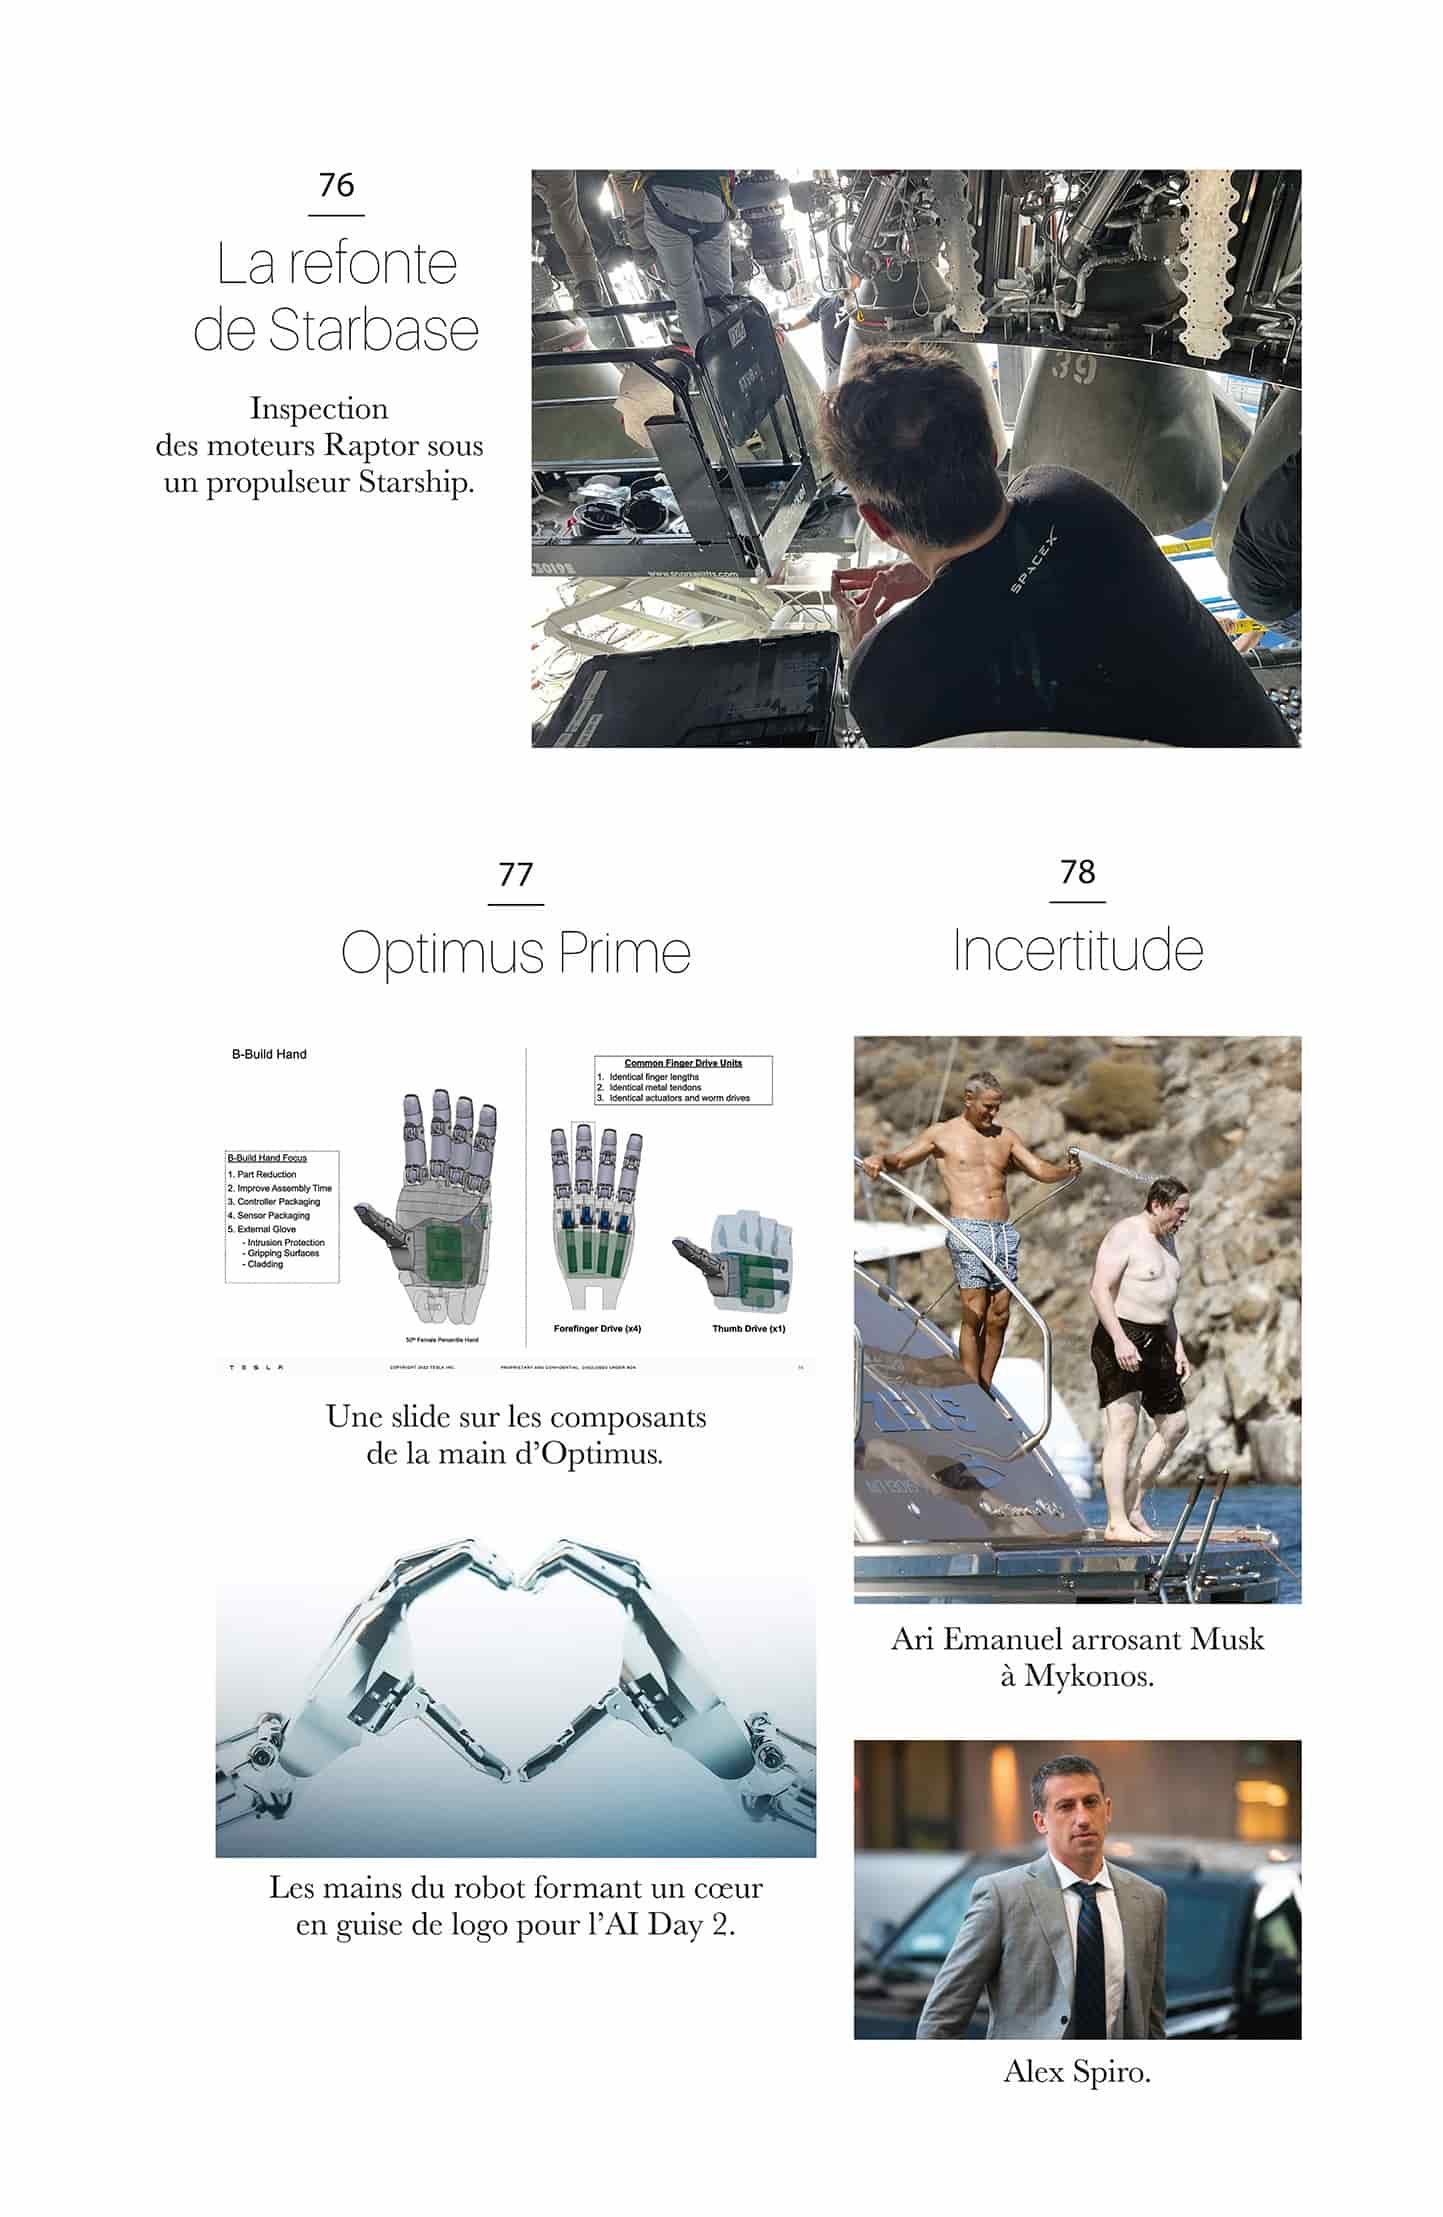 76
La refonte
de Starbase
Inspection
des moteurs Raptor sous
un propulseur Starship.
39
SPACEX
www.snorkellifts.com
77
Optimus Prime
B-Build Hand
Common Finger Drive Units
1. Identical finger lengths
2. Identical metal tendons
3. Identical actuators and worm drives
B-Build Hand Focus
1. Part Reduction
2. Improve Assembly Time
3. Controller Packaging
4. Sensor Packaging
5. External Glove
- Intrusion Protection
- Gripping Surfaces
- Cladding
50th Female Percentile Hand
Forefinger Drive (x4)
Thumb Drive (x1)
TESLA
COPYRIGHT 2022 TESLA INC.
PROPRIETARY AND CONFIDENTIAL. DISCLOSED UNDER NDA
Une slide sur les composants
de la main d’Optimus.
Les mains du robot formant un cœur
en guise de logo pour l’AI Day 2.
78
Incertitude
ZEUS
Ari Emanuel arrosant Musk
à Mykonos.
Alex Spiro.